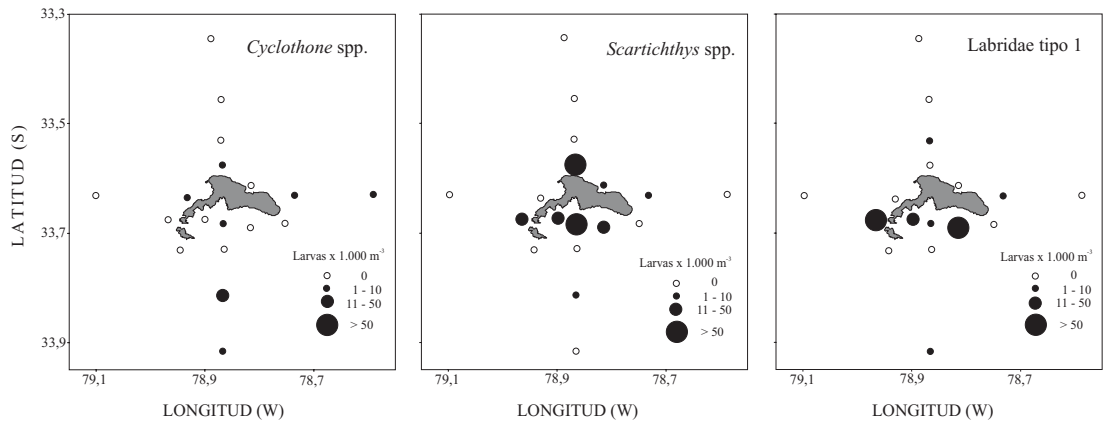 33,3
33,5
33,7
33,9
LATITUD (S)
Cyclothone spp.
Larvas x 1.000 m-3
0
1 - 10
11 - 50
> 50
79,1
78,9
78,7
LONGITUD (W)
Scartichthys spp.
Larvas x 1.000 m-3
0
1 - 10
11 - 50
> 50
79,1
78,9
78,7
LONGITUD (W)
Labridae tipo 1
Larvas x 1.000 m-3
0
1 - 10
11 - 50
> 50
79,1
78,9
78,7
LONGITUD (W)